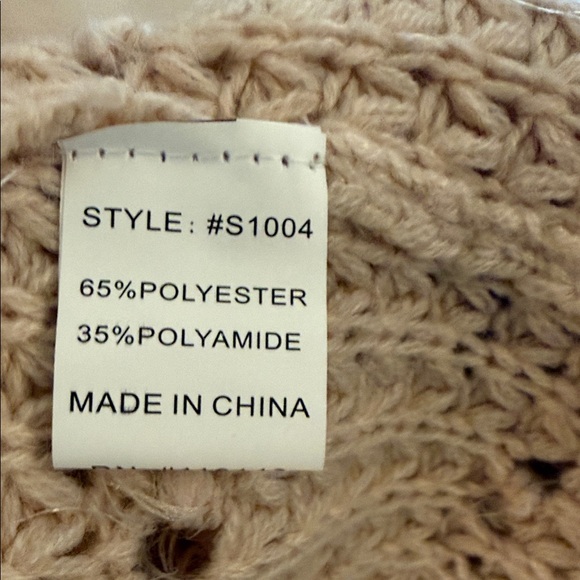 STYLE: #S1004
65%POLYESTER
35%POLYAMIDE
MADE IN CHINA